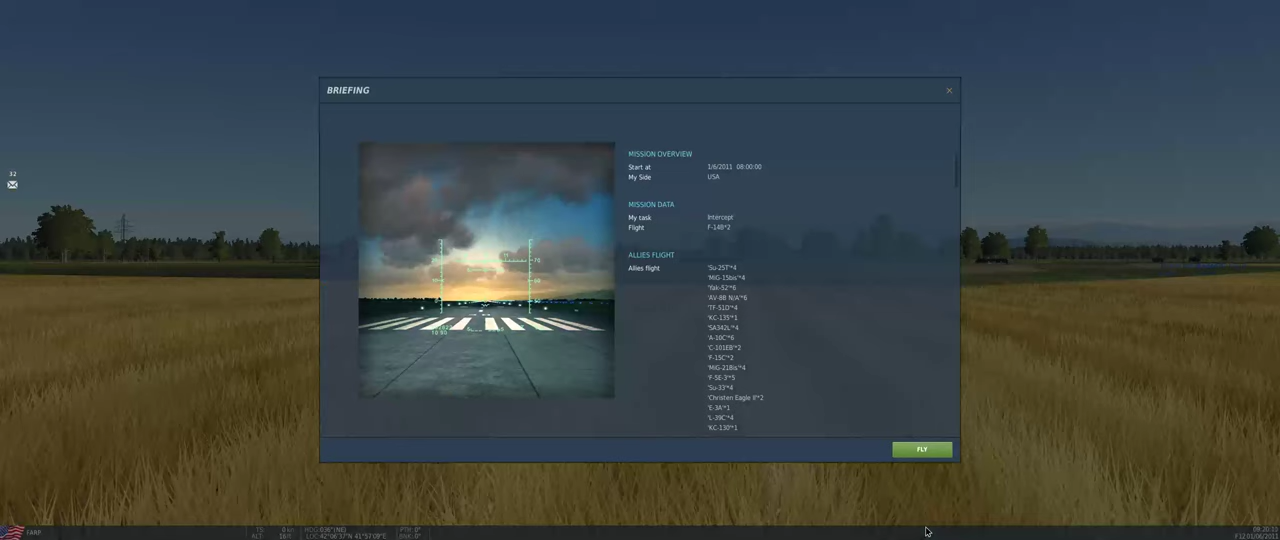 BRIEFING
32
MISSION OVERVIEW
Start at 1/6/2011 08:00:00
My Side USA
MISSION DATA
My task Intercept
Flight F-14B*2
ALLIES FLIGHT
Allies flight 'Su-25T'*4
'MiG-15bis'*4
'Yak-52'*6
'AV-8B N/A'*6
'TF-51D'*4
'KC-135'*1
'SA342L'*4
'A-10C'*6
'C-101EB'*2
'F-15C'*2
'MiG-21Bis'*4
'F-5E-3'*5
'Su-33'*4
'Christen Eagle II'*2
'E-3A'*1
'L-39C'*4
'KC-130'*1
FLY